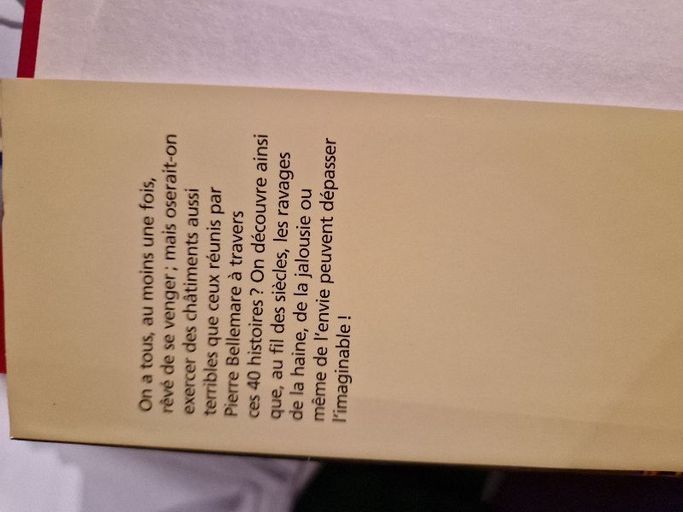 On a tous, au moins une fois,
rêvé de se venger ; mais oserait-on
exercer des châtiments aussi
terribles que ceux réunis par
Pierre Bellemare à travers
ces 40 histoires ? On découvre ainsi
que, au fil des siècles, les ravages
de la haine, de la jalousie ou
même de l'envie peuvent dépasser
l'imaginable !